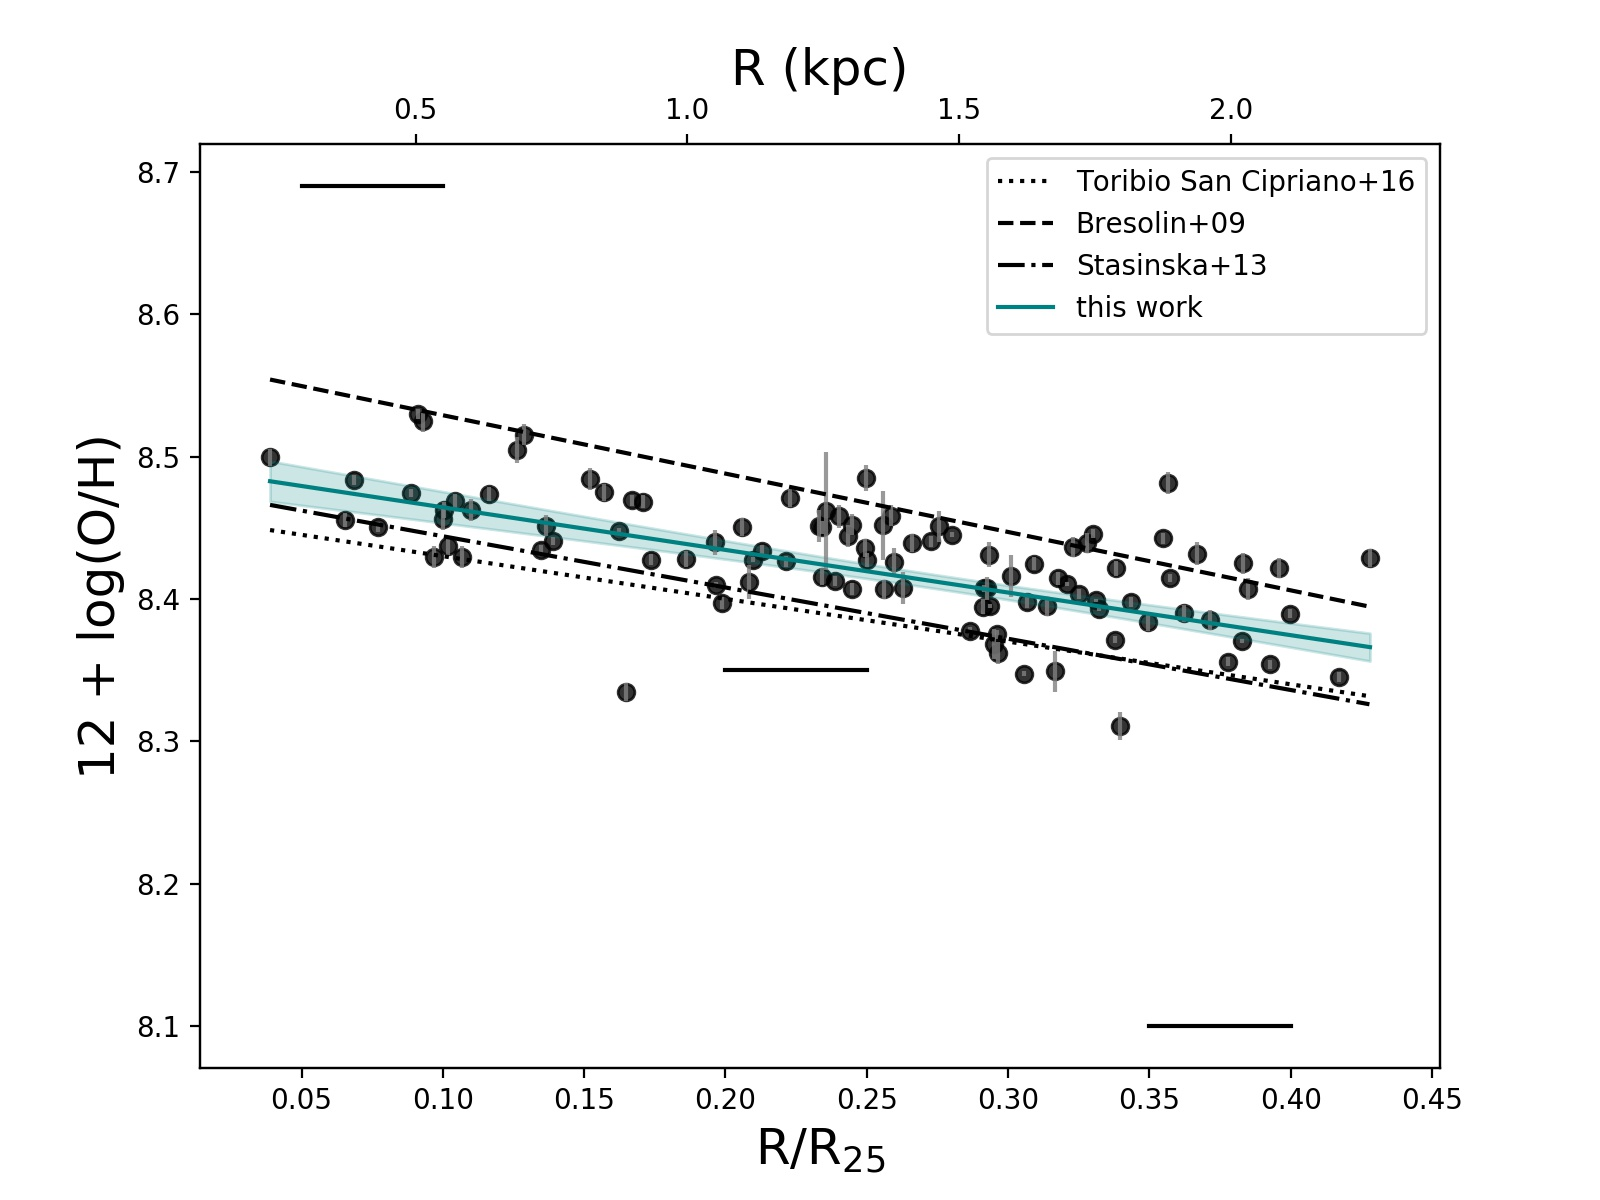 R (kpc)
0.5 1.0 1.5 2.0
8.7
8.6
8.5
8.4
8.3
8.2
8.1
12 + log(O/H)
Toribio San Cipriano+16
Bresolin+09
Stasinska+13
this work
0.05 0.10 0.15 0.20 0.25 0.30 0.35 0.40 0.45
R/R25